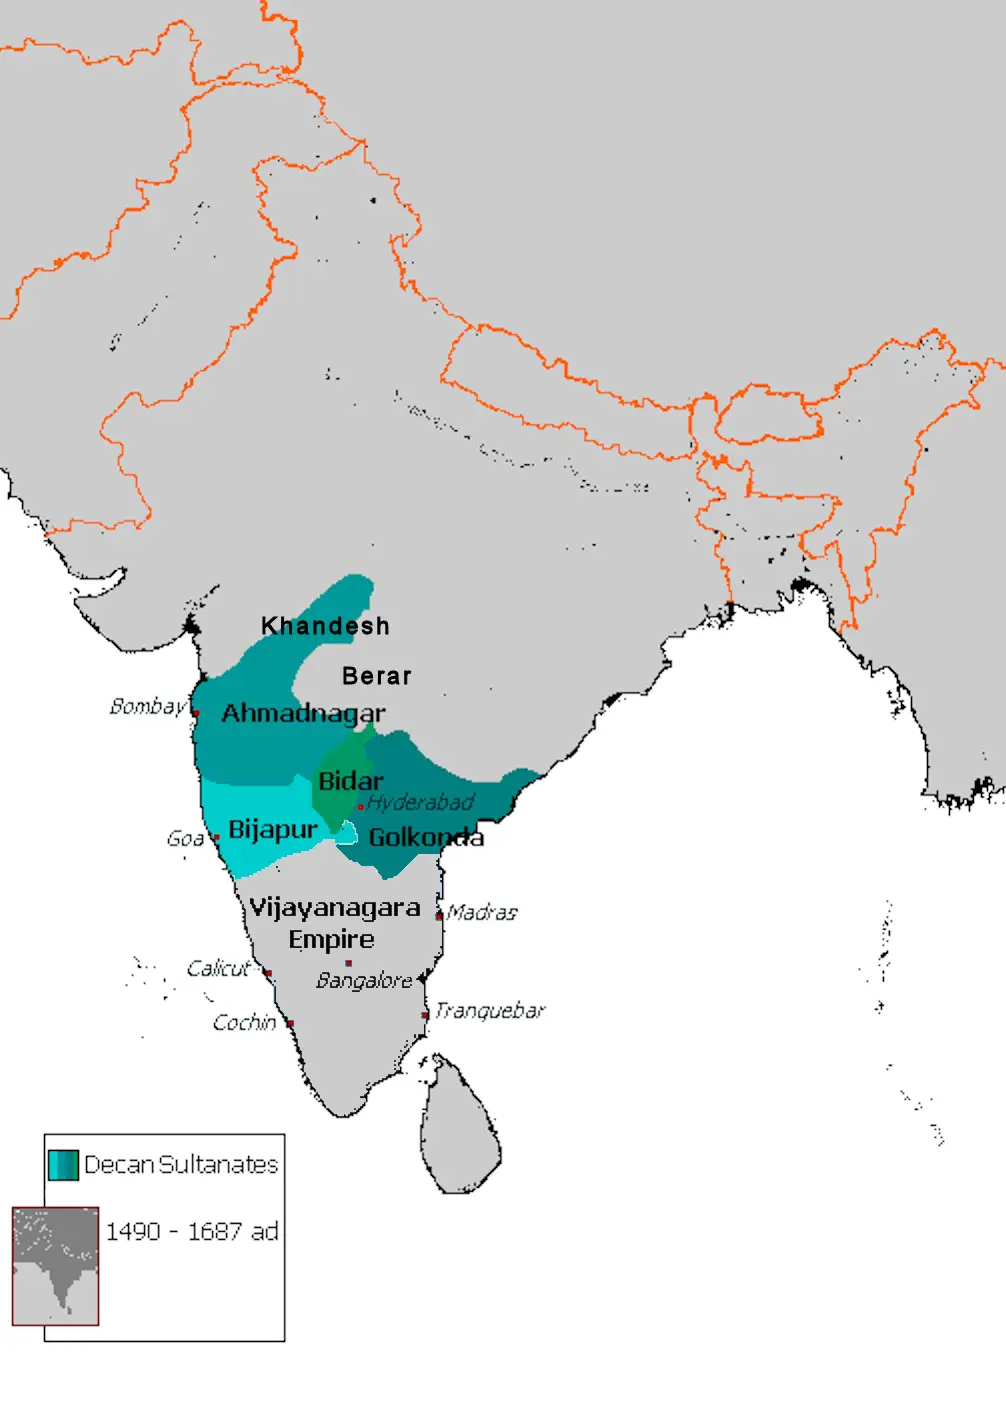 Khandesh
Berar
Bombay
Ahmadnagar
Bidar
Hyderabad
Goa
Bijapur
Golkonda
Vijayanagara
Empire
Madras
Calicut
Bangalore
Tranquebar
Cochin
Decan Sultanates
1490 - 1687 ad